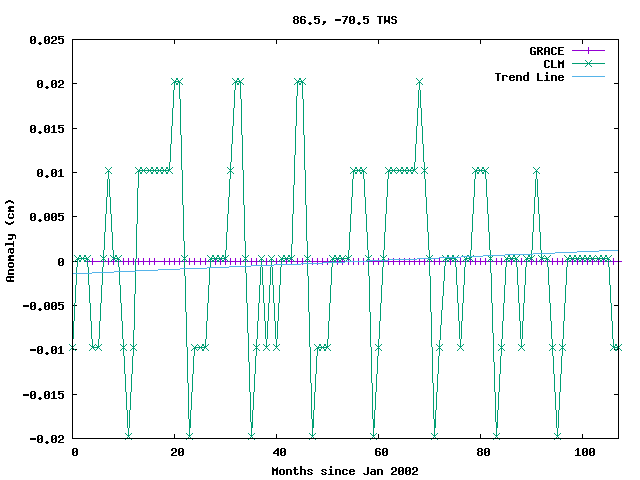 86.5, -70.5 TWS
GRACE
CLM
Trend Line
0.025
0.02
0.015
0.01
0.005
0
-0.005
-0.01
-0.015
-0.02
Anomaly (cm)
0 20 40 60 80 100
Months since Jan 2002